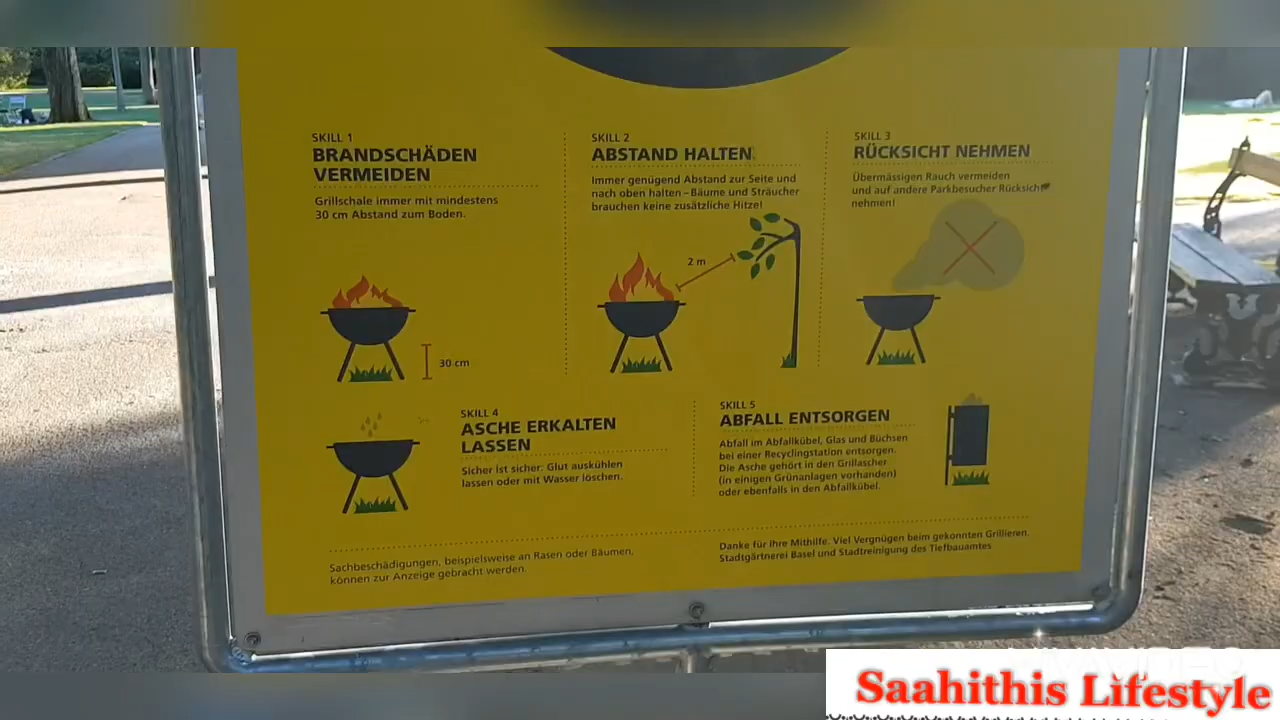 SKILL 1
BRANDSCHÄDEN
VERMEIDEN
Grillschale immer mit mindestens
30 cm Abstand zum Boden.
30 cm
SKILL 2
ABSTAND HALTEN
Immer genügend Abstand zur Seite und
nach oben halten – Bäume und Sträucher
brauchen keine zusätzliche Hitze!
2 m
SKILL 3
RÜCKSICHT NEHMEN
Übermässigen Rauch vermeiden
und auf andere Parkbesucher Rücksicht
nehmen!
SKILL 4
ASCHE ERKALTEN
LASSEN
Sicher ist sicher: Glut auskühlen
lassen oder mit Wasser löschen.
SKILL 5
ABFALL ENTSORGEN
Abfall im Abfallkübel, Glas und Büchsen
bei einer Recyclingstation entsorgen.
Die Asche gehört in den Grillascher
(in einigen Grünanlagen vorhanden)
oder ebenfalls in den Abfallkübel.
Sachbeschädigungen, beispielsweise an Rasen oder Bäumen,
können zur Anzeige gebracht werden.
Danke für Ihre Mithilfe. Viel Vergnügen beim gekonnten Grillieren.
Stadtgärtnerei Basel und Stadtreinigung des Tiefbauamtes
Saahithis Lifestyle